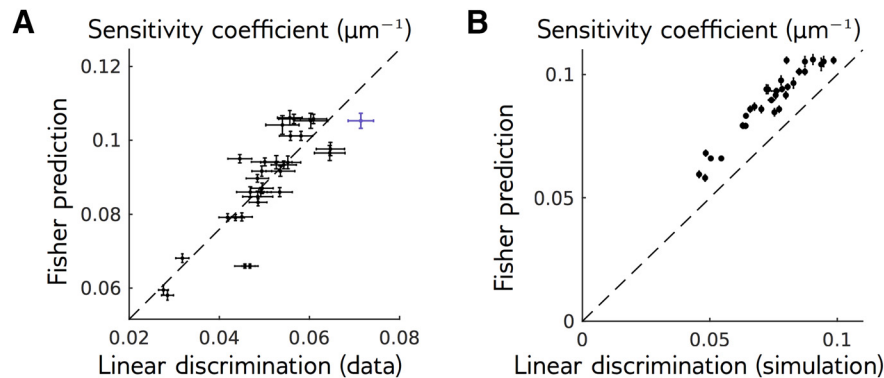 A
Sensitivity coefficient (μm⁻¹)
Fisher prediction
0.12
0.1
0.08
0.06
0.02
0.04
0.06
0.08
Linear discrimination (data)
B
Sensitivity coefficient (μm⁻¹)
Fisher prediction
0.1
0.05
0
0
0.05
0.1
Linear discrimination (simulation)